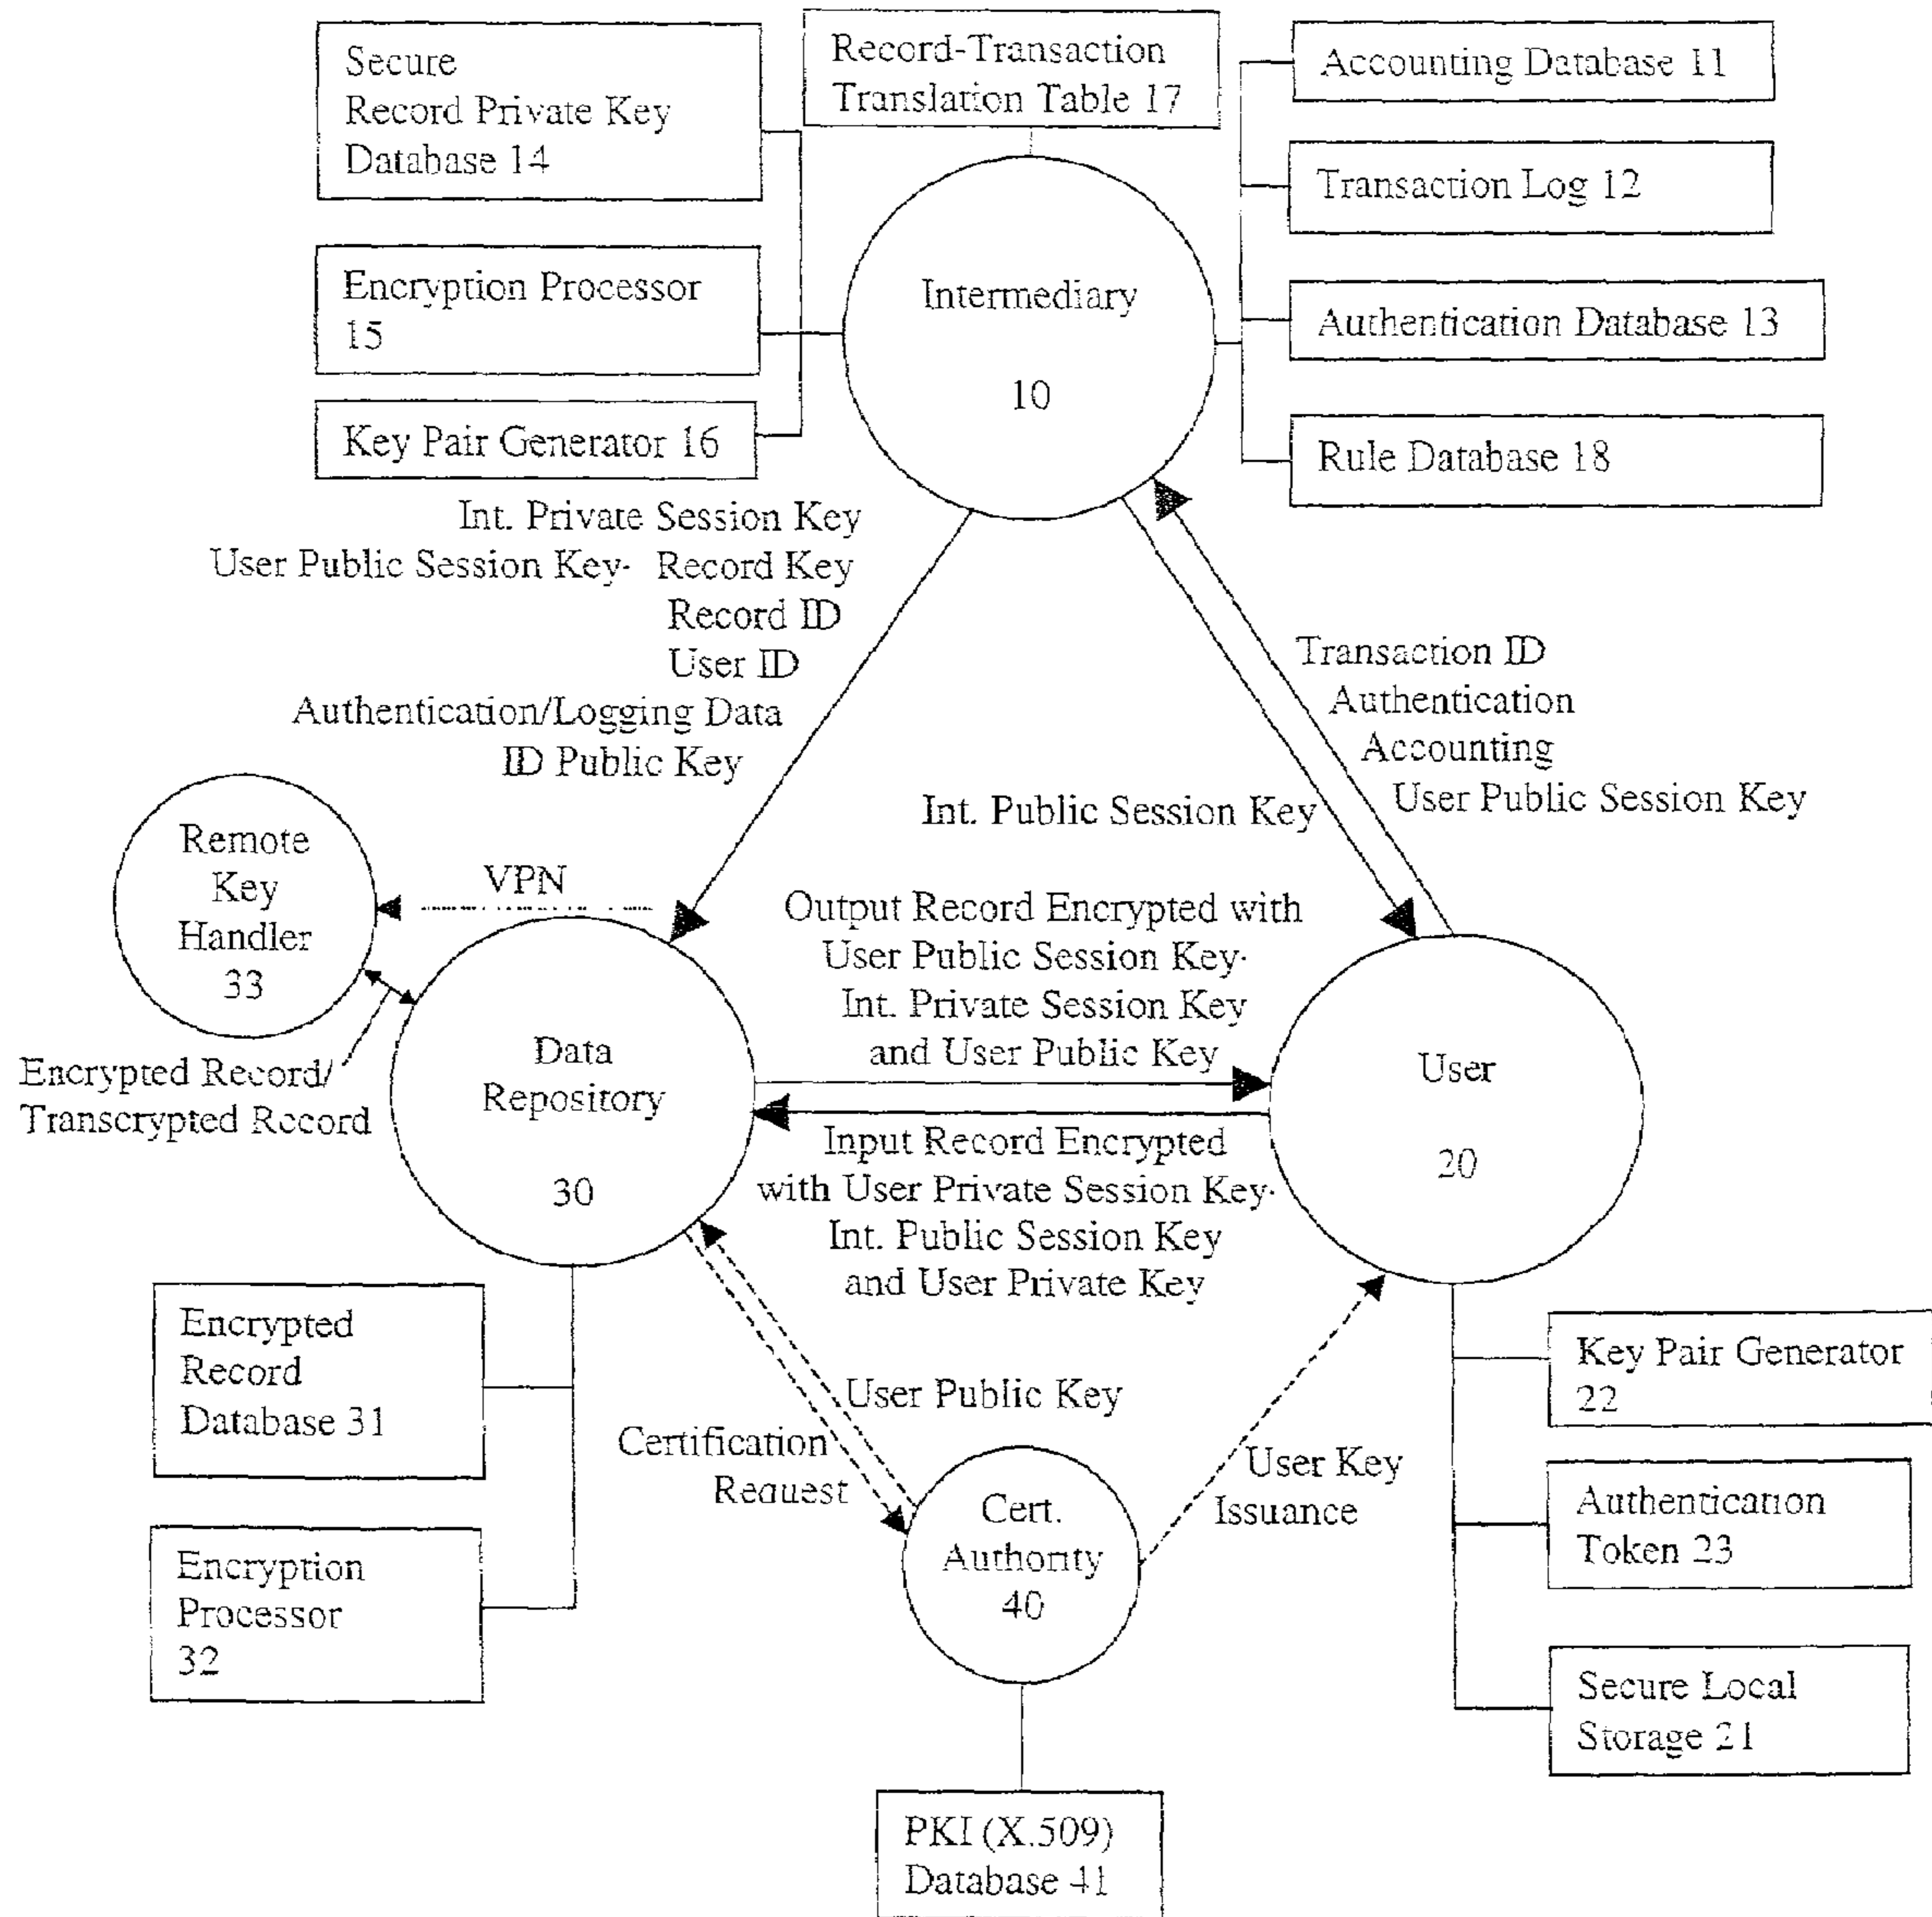 Secure
Record Private Key
Database 14
Record-Transaction
Translation Table 17
Accounting Database 11
Transaction Log 12
Encryption Processor
15
Intermediary
10
Authentication Database 13
Key Pair Generator 16
Rule Database 18
Int. Private Session Key
User Public Session Key· Record Key
Record ID
User ID
Authentication/Logging Data
ID Public Key
Transaction ID
Authentication
Accounting
User Public Session Key
Int. Public Session Key
Remote
Key
Handler
33
VPN
Output Record Encrypted with
User Public Session Key·
Int. Private Session Key
and User Public Key
Encrypted Record/
Transcrypted Record
Data
Repository
30
User
20
Input Record Encrypted
with User Private Session Key·
Int. Public Session Key
and User Private Key
Encrypted
Record
Database 31
Encryption
Processor
32
User Public Key
Certification
Request
Cert.
Authority
40
User Key
Issuance
Key Pair Generator
22
Authentication
Token 23
Secure Local
Storage 21
PKI (X.509)
Database 41